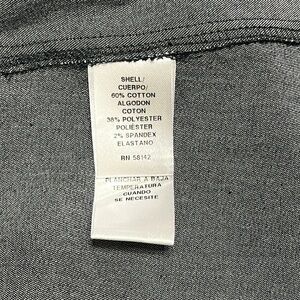 SHELL/
CUERPO/
60% COTTON
ALGODON
COTON
38% POLYESTER
POLIÉSTER
2% SPANDEX
ELASTANO
RN 58142
PLANCHAR A BAJA
TEMPERATURA
CUANDO
SE NECESITE